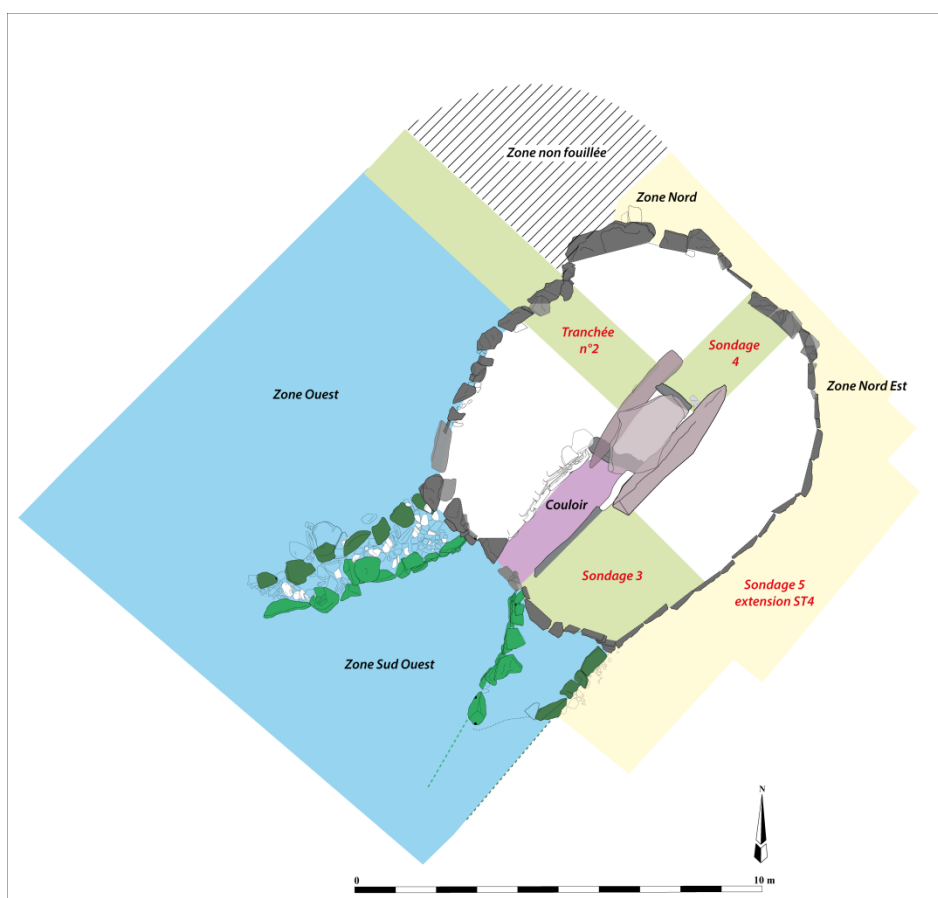 Zone non fouillée
Zone Nord
Tranchée
n°2
Sondage
4
Zone Ouest
Zone Nord Est
Couloir
Sondage 3
Sondage 5
extension ST4
Zone Sud Ouest
N
0
10 m